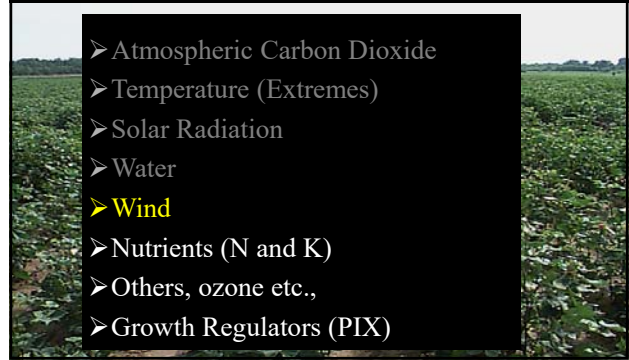 ➢Atmospheric Carbon Dioxide
➢Temperature (Extremes)
➢Solar Radiation
➢Water
➢Wind
➢Nutrients (N and K)
➢Others, ozone etc.,
➢Growth Regulators (PIX)